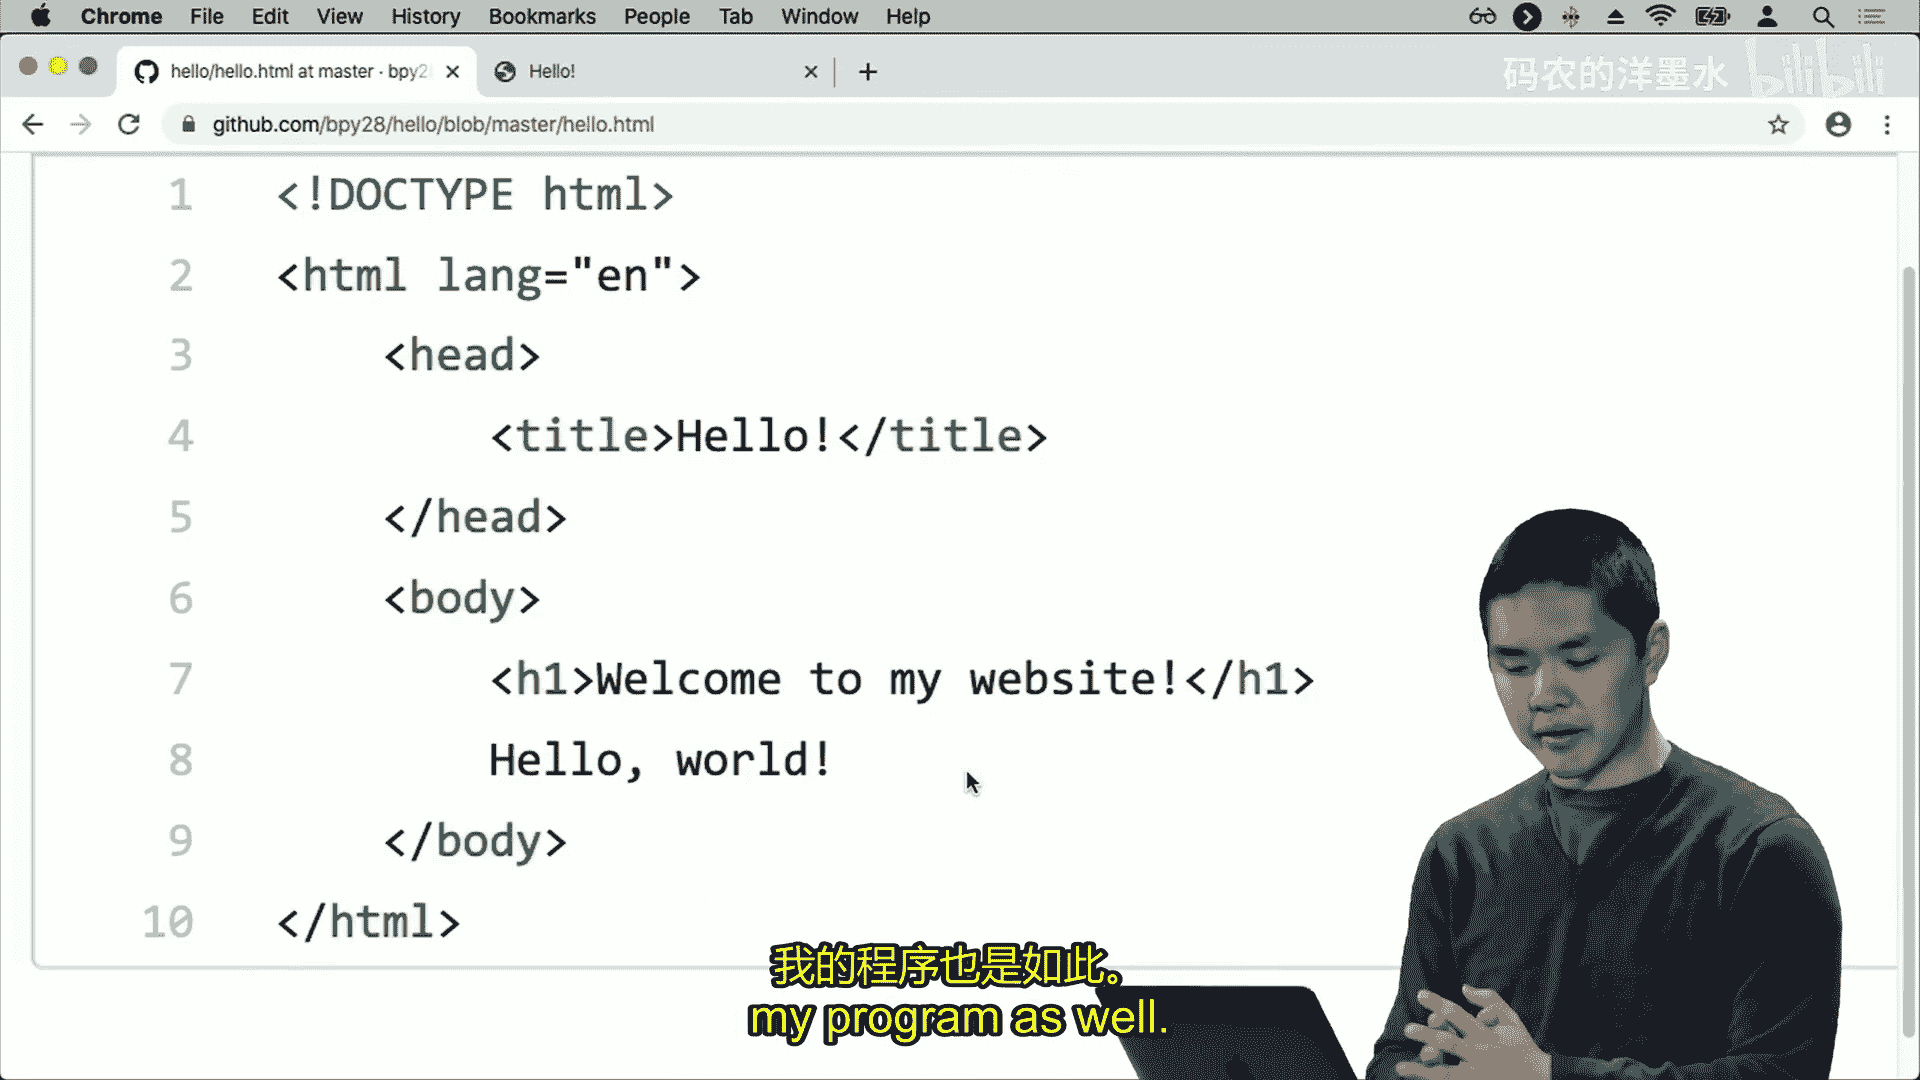 Chrome File Edit View History Bookmarks People Tab Window Help
hello/hello.html at master · bpy2
Hello!
码农的洋墨水 bilibili
github.com/bpy28/hello/blob/master/hello.html
1 <!DOCTYPE html>
2 <html lang="en">
3 <head>
4 <title>Hello!</title>
5 </head>
6 <body>
7 <h1>Welcome to my website!</h1>
8 Hello, world!
9 </body>
10 </html>
我的程序也是如此。
my program as well.